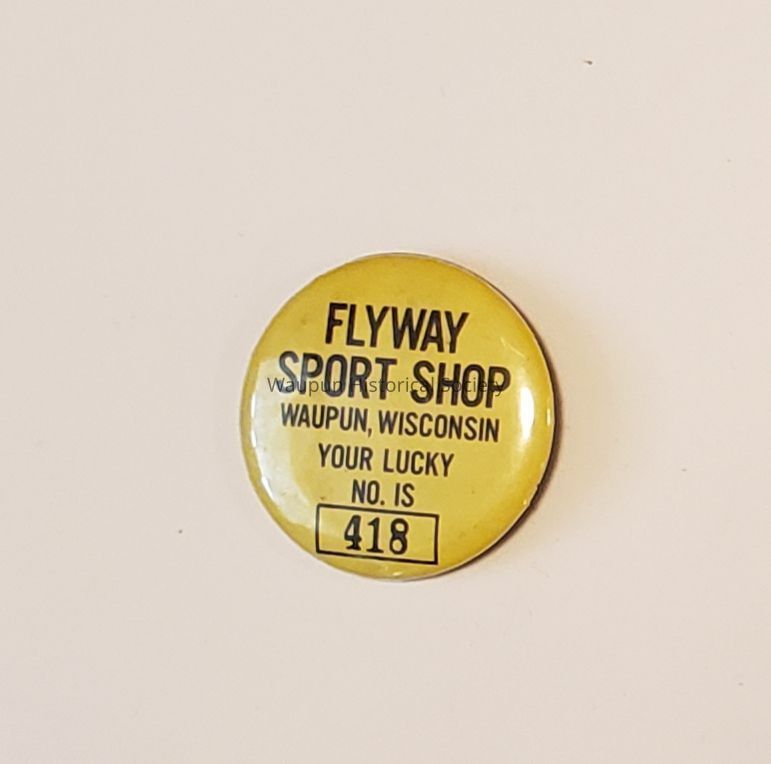 FLYWAY
SPORT SHOP
Waupun Historical Society
WAUPUN, WISCONSIN
YOUR LUCKY
NO. IS
418